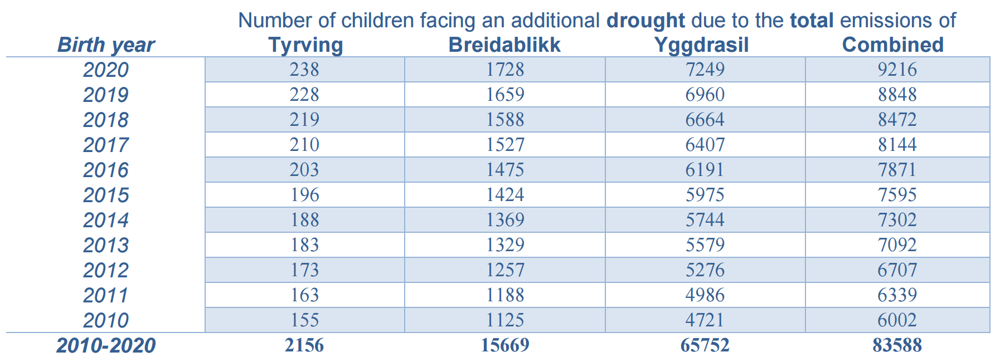 Number of children facing an additional drought due to the total emissions of
Birth year Tyrving Breidablikk Yggdrasil Combined
2020 238 1728 7249 9216
2019 228 1659 6960 8848
2018 219 1588 6664 8472
2017 210 1527 6407 8144
2016 203 1475 6191 7871
2015 196 1424 5975 7595
2014 188 1369 5744 7302
2013 183 1329 5579 7092
2012 173 1257 5276 6707
2011 163 1188 4986 6339
2010 155 1125 4721 6002
2010-2020 2156 15669 65752 83588